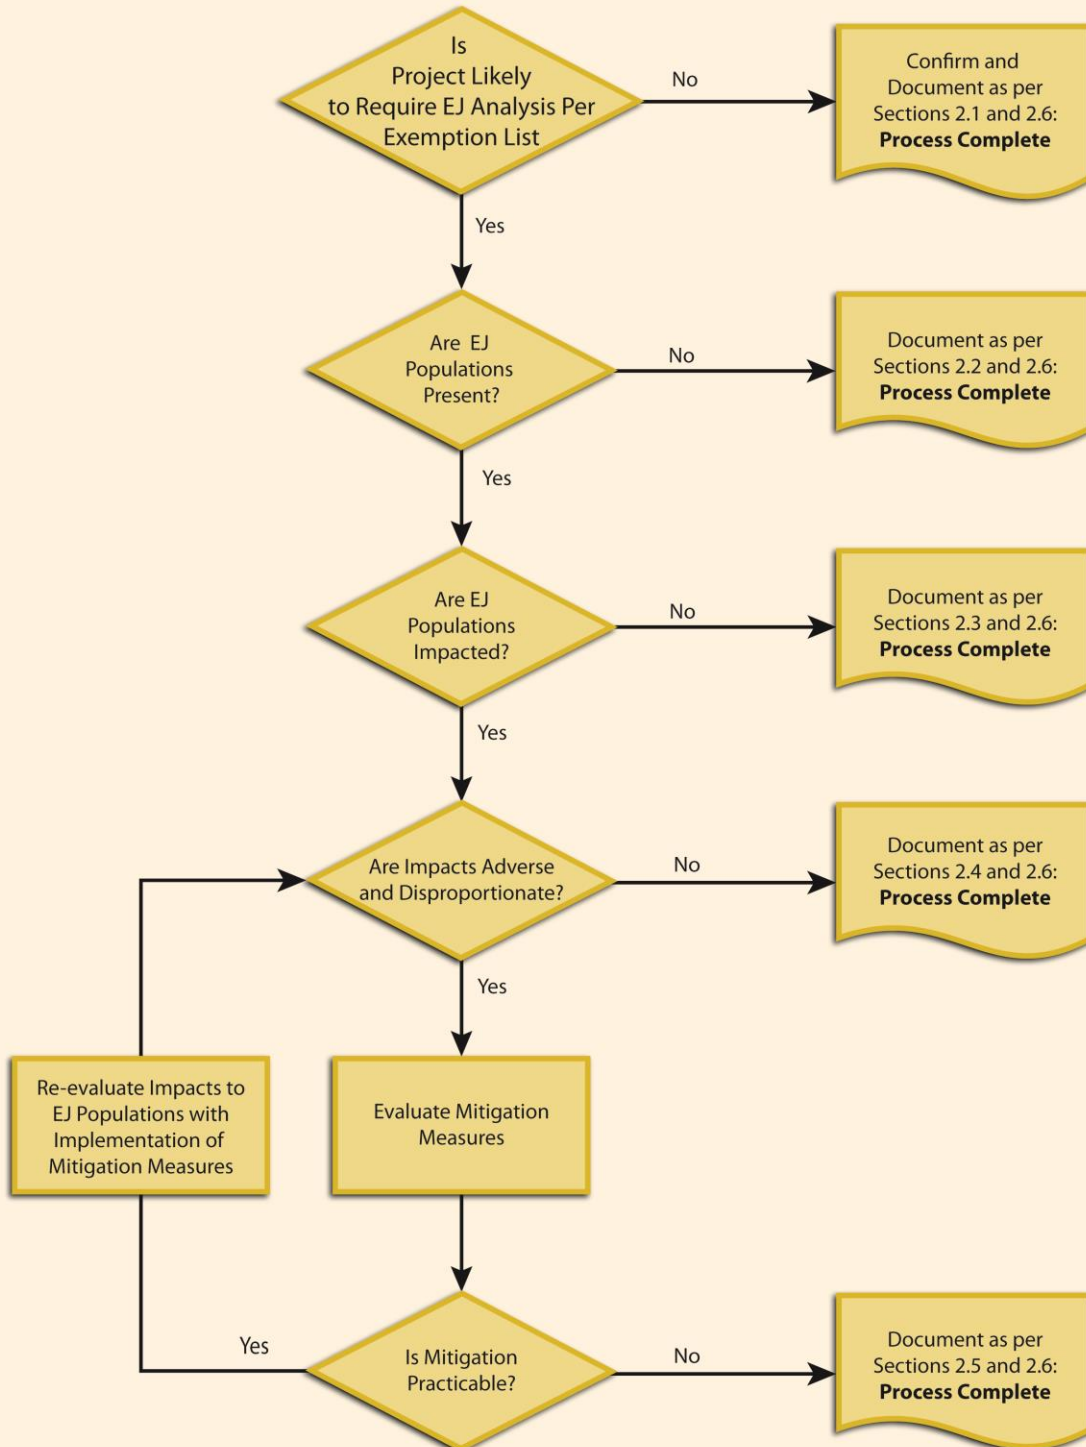 Is
Project Likely
to Require EJ Analysis Per
Exemption List
No
Confirm and
Document as per
Sections 2.1 and 2.6:
Process Complete
Yes
Are EJ
Populations
Present?
No
Document as per
Sections 2.2 and 2.6:
Process Complete
Yes
Are EJ
Populations
Impacted?
No
Document as per
Sections 2.3 and 2.6:
Process Complete
Yes
Are Impacts Adverse
and Disproportionate?
No
Document as per
Sections 2.4 and 2.6:
Process Complete
Yes
Re-evaluate Impacts to
EJ Populations with
Implementation of
Mitigation Measures
Evaluate Mitigation
Measures
Yes
Is Mitigation
Practicable?
No
Document as per
Sections 2.5 and 2.6:
Process Complete